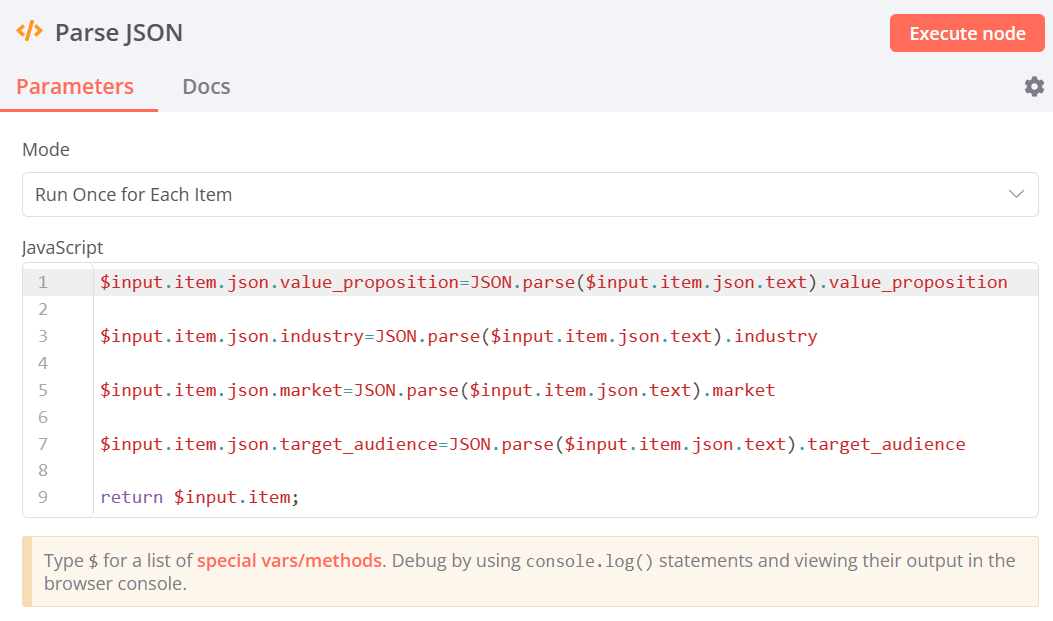 Parse JSON
Execute node
Parameters
Docs
Mode
Run Once for Each Item
JavaScript
1 $input.item.json.value_proposition=JSON.parse($input.item.json.text).value_proposition
2
3 $input.item.json.industry=JSON.parse($input.item.json.text).industry
4
5 $input.item.json.market=JSON.parse($input.item.json.text).market
6
7 $input.item.json.target_audience=JSON.parse($input.item.json.text).target_audience
8
9 return $input.item;
Type $ for a list of special vars/methods. Debug by using console.log() statements and viewing their output in the
browser console.